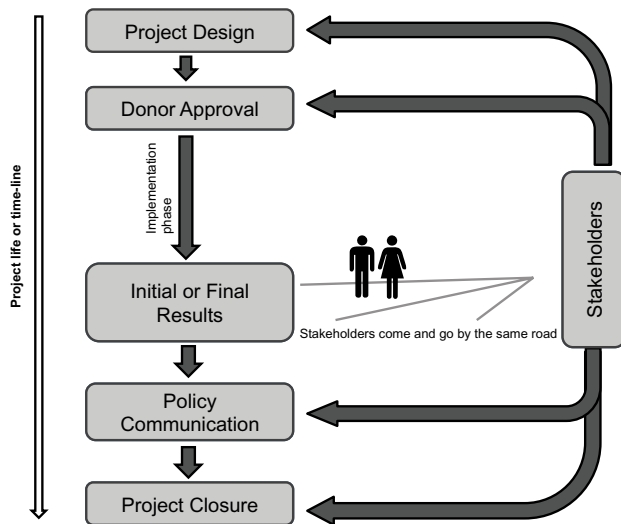 Project Design
Donor Approval
Implementation
phase
Project life or time-line
Initial or Final
Results
Stakeholders come and go by the same road
Stakeholders
Policy
Communication
Project Closure